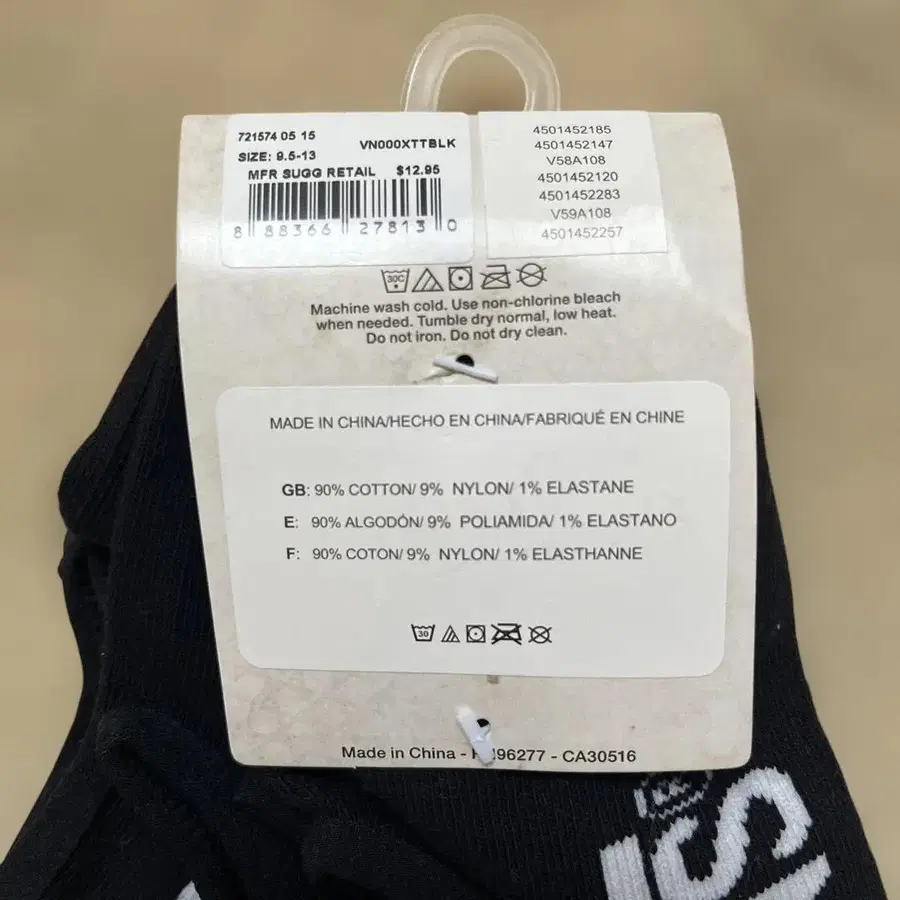 721574 05 15
VN000XTTBLK
SIZE: 9.5-13
MFR SUGG RETAIL $12.95
8 88366 27813 0
4501452185
4501452147
V58A108
4501452120
4501452283
V59A108
4501452257
30C
Machine wash cold. Use non-chlorine bleach
when needed. Tumble dry normal, low heat.
Do not iron. Do not dry clean.
MADE IN CHINA/HECHO EN CHINA/FABRIQUÉ EN CHINE
GB: 90% COTTON/ 9% NYLON/ 1% ELASTANE
E: 90% ALGODÓN/ 9% POLIAMIDA/ 1% ELASTANO
F: 90% COTON/ 9% NYLON/ 1% ELASTHANNE
30
Made in China - - CA30516